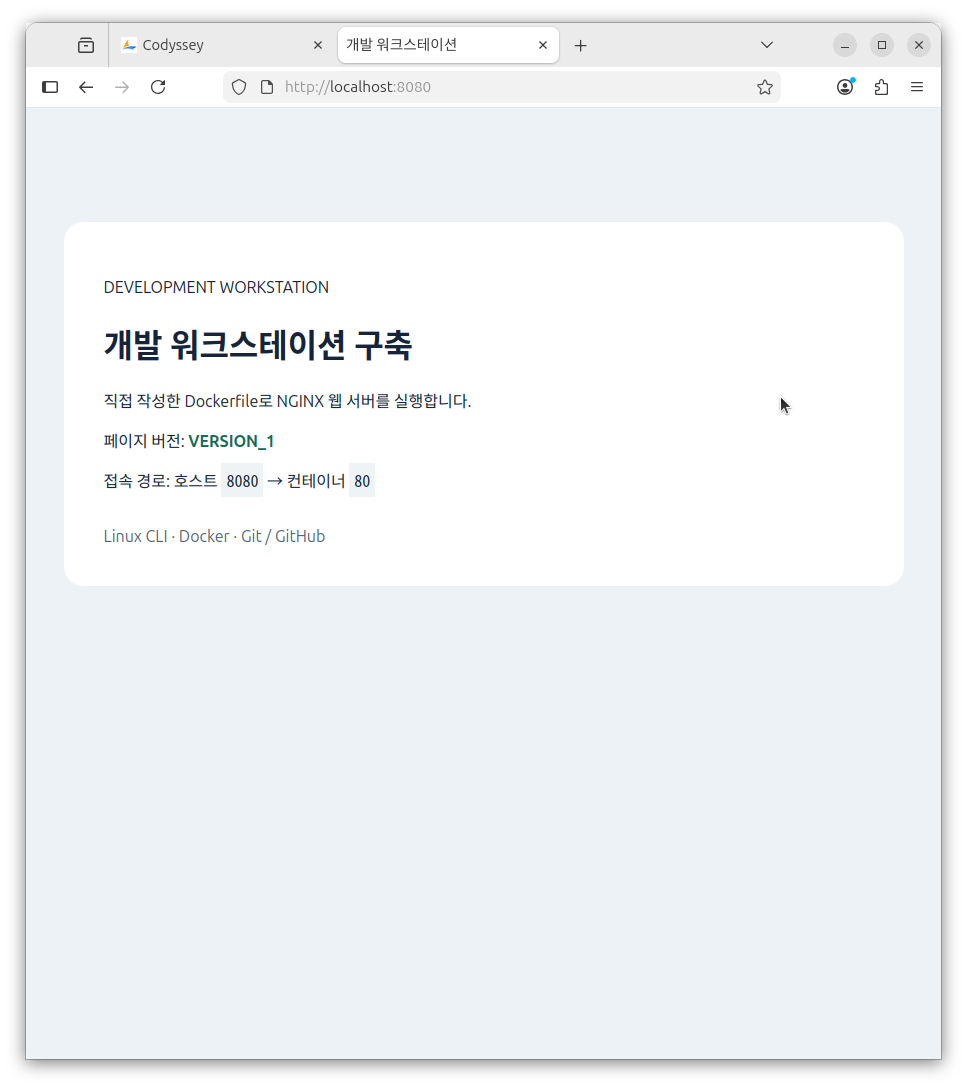 Codyssey
개발 워크스테이션
http://localhost:8080
DEVELOPMENT WORKSTATION
개발 워크스테이션 구축
직접 작성한 Dockerfile로 NGINX 웹 서버를 실행합니다.
페이지 버전: VERSION_1
접속 경로: 호스트 8080 → 컨테이너 80
Linux CLI · Docker · Git / GitHub